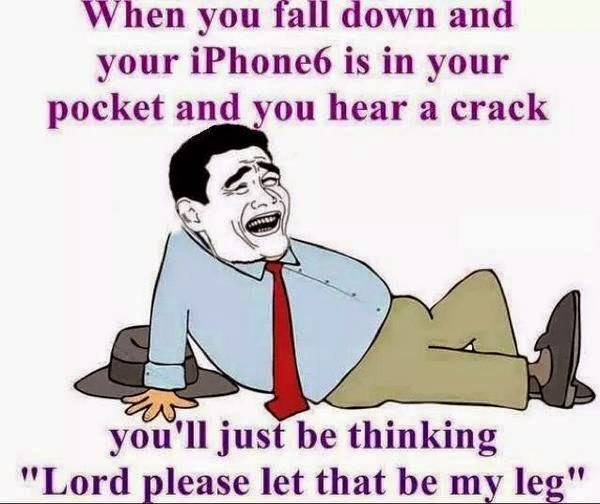 When you fall down and
your iPhone6 is in your
pocket and you hear a crack
you'll just be thinking
"Lord please let that be my leg"